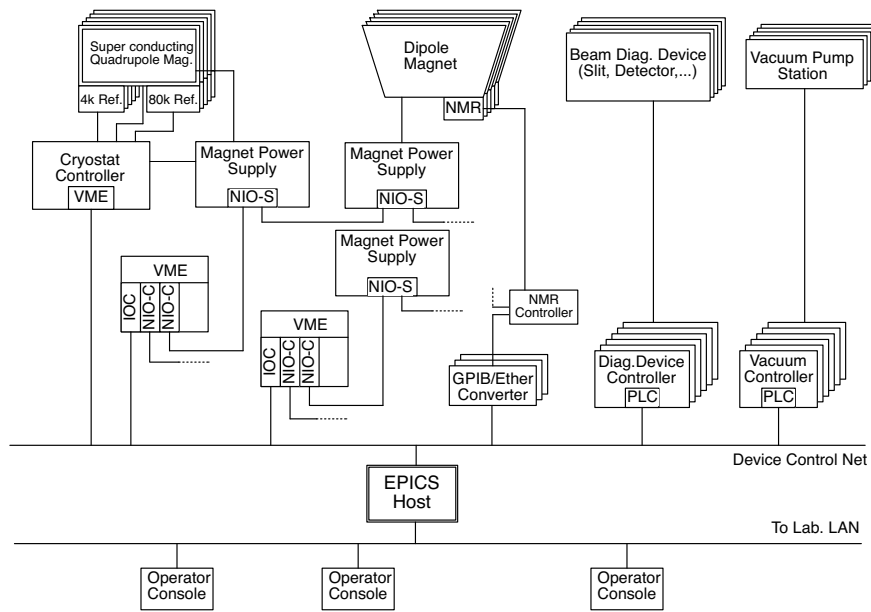 Super conducting
Quadrupole Mag.
4k Ref.
80k Ref.
Dipole
Magnet
NMR
Beam Diag. Device
(Slit, Detector,...)
Vacuum Pump
Station
Cryostat
Controller
VME
Magnet Power
Supply
NIO-S
Magnet Power
Supply
NIO-S
Magnet Power
Supply
NIO-S
VME
IOC
NIO-C
NIO-C
VME
IOC
NIO-C
NIO-C
NMR
Controller
GPIB/Ether
Converter
Diag.Device
Controller
PLC
Vacuum
Controller
PLC
Device Control Net
EPICS
Host
To Lab. LAN
Operator
Console
Operator
Console
Operator
Console